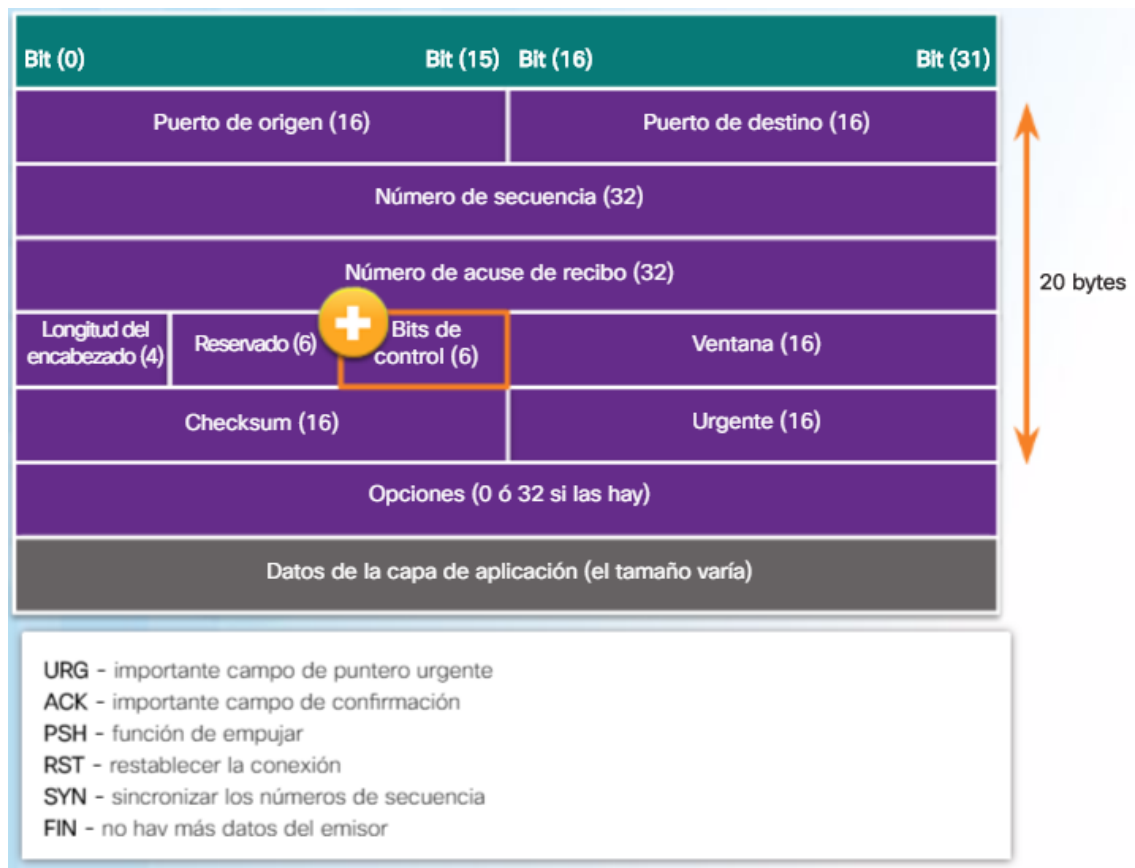 Bit (0) Bit (15) Bit (16) Bit (31)
Puerto de origen (16) Puerto de destino (16)
Número de secuencia (32)
Número de acuse de recibo (32)
20 bytes
Longitud del
encabezado (4)
Reservado (6)
Bits de
control (6)
Ventana (16)
Checksum (16) Urgente (16)
Opciones (0 ó 32 si las hay)
Datos de la capa de aplicación (el tamaño varía)
URG - importante campo de puntero urgente
ACK - importante campo de confirmación
PSH - función de empujar
RST - restablecer la conexión
SYN - sincronizar los números de secuencia
FIN - no hav más datos del emisor